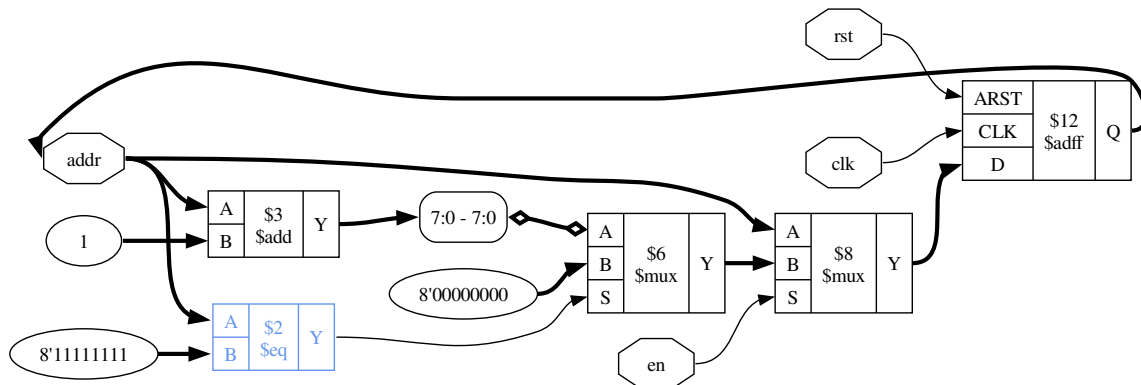 rst
ARST
CLK
D
$12
$adff
Q
clk
addr
A
B
$3
$add
Y
1
7:0 - 7:0
A
B
S
$6
$mux
Y
A
B
S
$8
$mux
Y
8'00000000
A
B
$2
$eq
Y
8'11111111
en